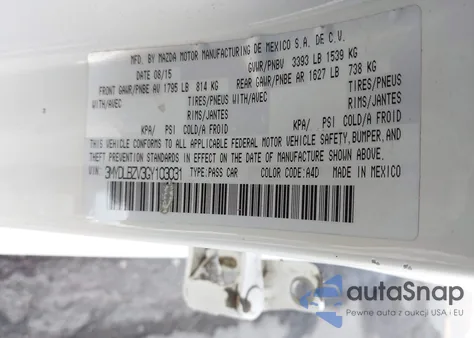 MFD. BY MAZDA MOTOR MANUFACTURING DE MEXICO S.A. DE C.V.
DATE 08/15 GVWR/PNBV 3393 LB 1539 KG
FRONT GAWR/PNBE AV 1795 LB 814 KG REAR GAWR/PNBE AR 1627 LB 738 KG
WITH/AVEC TIRES/PNEUS WITH/AVEC TIRES/PNEUS
RIMS/JANTES RIMS/JANTES
KPA/ PSI COLD/A FROID KPA/ PSI COLD/A FROID
THIS VEHICLE CONFORMS TO ALL APPLICABLE FEDERAL MOTOR VEHICLE SAFETY, BUMPER, AND
THEFT PREVENTION STANDARDS IN EFFECT ON THE DATE OF MANUFACTURE SHOWN ABOVE.
VIN: 3MYDLBZV3GY103031 TYPE: PASS CAR COLOR CODE: A4D MADE IN MEXICO
autoSnap
Pewne auta z aukcji USA i EU